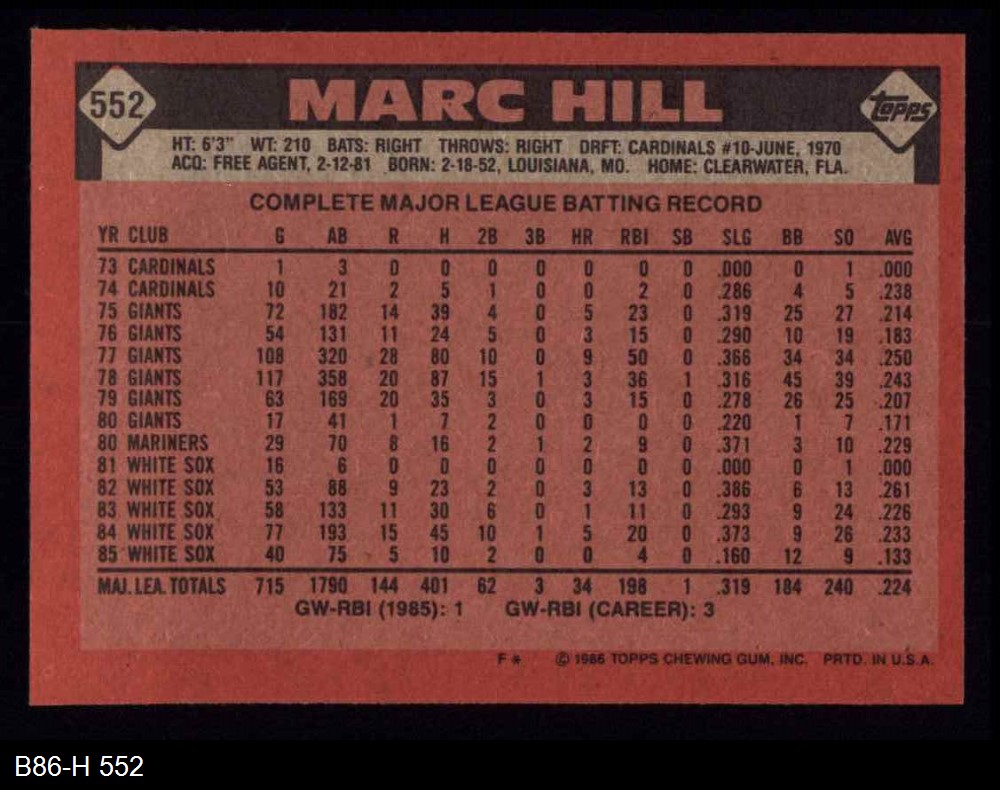 552 MARC HILL Topps
HT: 6'3" WT: 210 BATS: RIGHT THROWS: RIGHT DRFT: CARDINALS #10-JUNE, 1970
ACQ: FREE AGENT, 2-12-81 BORN: 2-18-52, LOUISIANA, MO. HOME: CLEARWATER, FLA.
COMPLETE MAJOR LEAGUE BATTING RECORD
YR CLUB G AB R H 2B 3B HR RBI SB SLG BB SO AVG
73 CARDINALS 1 3 0 0 0 0 0 0 0 .000 0 1 .000
74 CARDINALS 10 21 2 5 1 0 0 2 0 .286 4 5 .238
75 GIANTS 72 182 14 39 4 0 5 23 0 .319 25 27 .214
76 GIANTS 54 131 11 24 5 0 3 15 0 .290 10 19 .183
77 GIANTS 108 320 28 80 10 0 9 50 0 .366 34 34 .250
78 GIANTS 117 358 20 87 15 1 3 36 1 .316 45 39 .243
79 GIANTS 63 169 20 35 3 0 3 15 0 .278 26 25 .207
80 GIANTS 17 41 1 7 2 0 0 0 0 .220 1 7 .171
80 MARINERS 29 70 8 16 2 1 2 9 0 .371 3 10 .229
81 WHITE SOX 16 6 0 0 0 0 0 0 0 .000 0 1 .000
82 WHITE SOX 53 88 9 23 2 0 3 13 0 .386 6 13 .261
83 WHITE SOX 58 133 11 30 6 0 1 11 0 .293 9 24 .226
84 WHITE SOX 77 193 15 45 10 1 5 20 0 .373 9 26 .233
85 WHITE SOX 40 75 5 10 2 0 0 4 0 .160 12 9 .133
MAJ. LEA. TOTALS 715 1790 144 401 62 3 34 198 1 .319 184 240 .224
GW-RBI (1985): 1 GW-RBI (CAREER): 3
F* © 1986 TOPPS CHEWING GUM, INC. PRTD. IN U.S.A.
B86-H 552